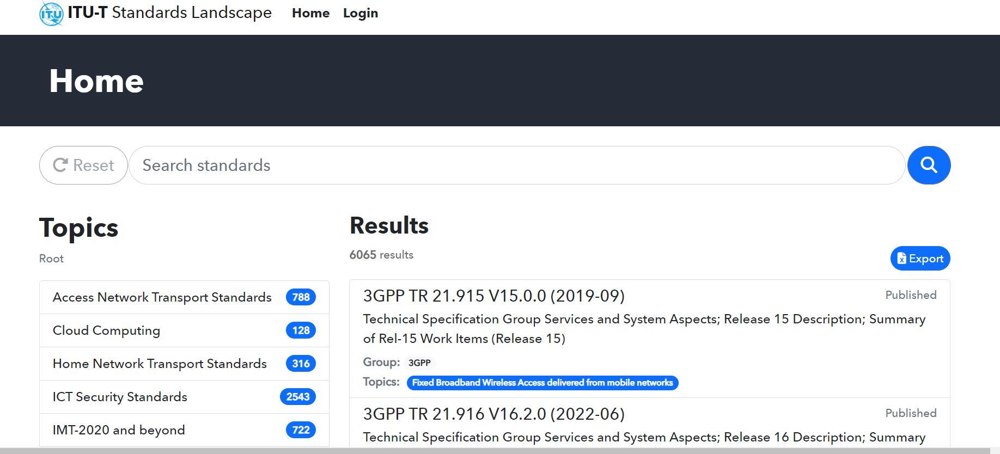 ITU ITU-T Standards Landscape Home Login
Home
Reset Search standards
Topics
Root
Access Network Transport Standards 788
Cloud Computing 128
Home Network Transport Standards 316
ICT Security Standards 2543
IMT-2020 and beyond 722
Results
6065 results
Export
3GPP TR 21.915 V15.0.0 (2019-09) Published
Technical Specification Group Services and System Aspects; Release 15 Description; Summary
of Rel-15 Work Items (Release 15)
Group: 3GPP
Topics: Fixed Broadband Wireless Access delivered from mobile networks
3GPP TR 21.916 V16.2.0 (2022-06) Published
Technical Specification Group Services and System Aspects; Release 16 Description; Summary